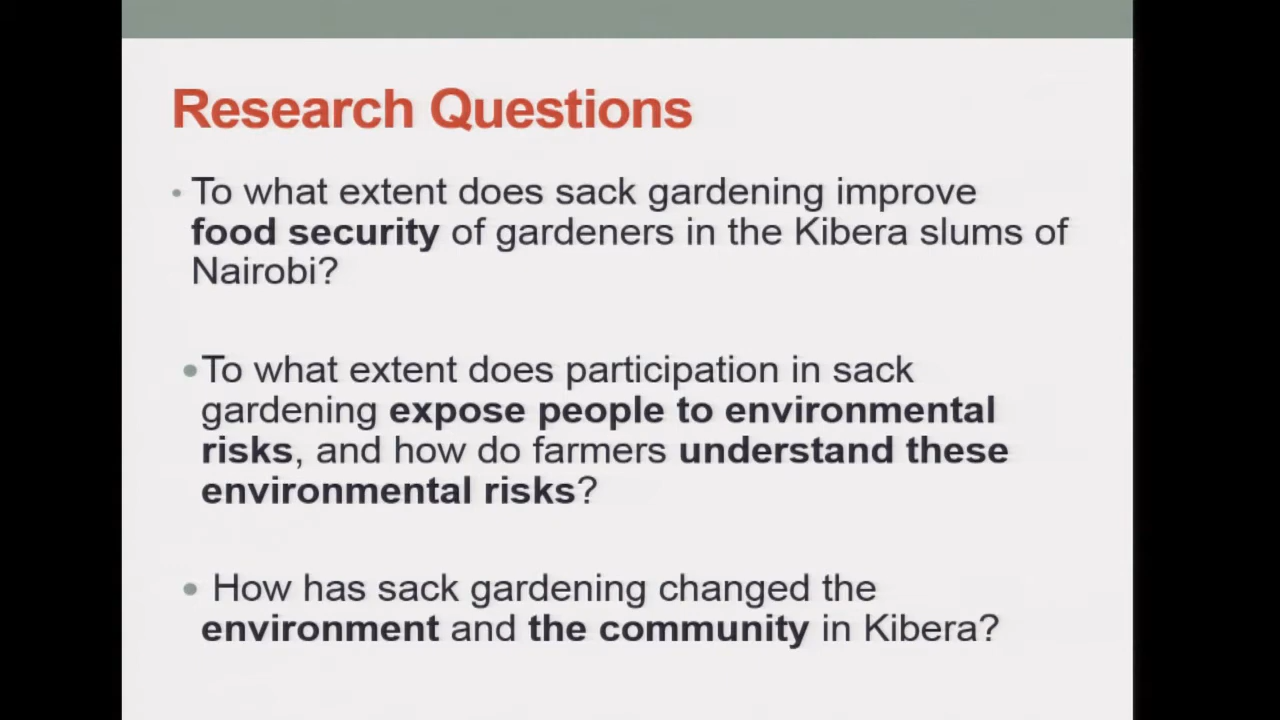 Research Questions
• To what extent does sack gardening improve
food security of gardeners in the Kibera slums of
Nairobi?
•To what extent does participation in sack
gardening expose people to environmental
risks, and how do farmers understand these
environmental risks?
• How has sack gardening changed the
environment and the community in Kibera?